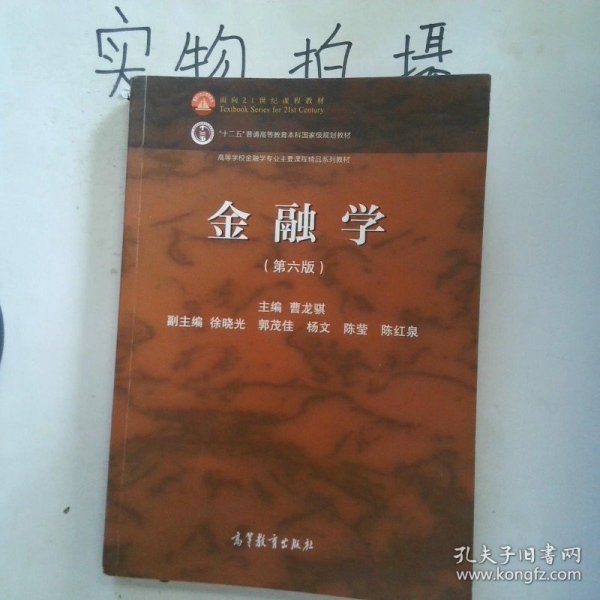 实物拍摄
面向21世纪课程教材
Textbook Series for 21st Century
"十二五"普通高等教育本科国家级规划教材
高等学校金融学专业主要课程精品系列教材
金融学
(第六版)
主编 曹龙骐
副主编 徐晓光 郭茂佳 杨文 陈莹 陈红泉
高等教育出版社
孔夫子旧书网
www.kongfz.com